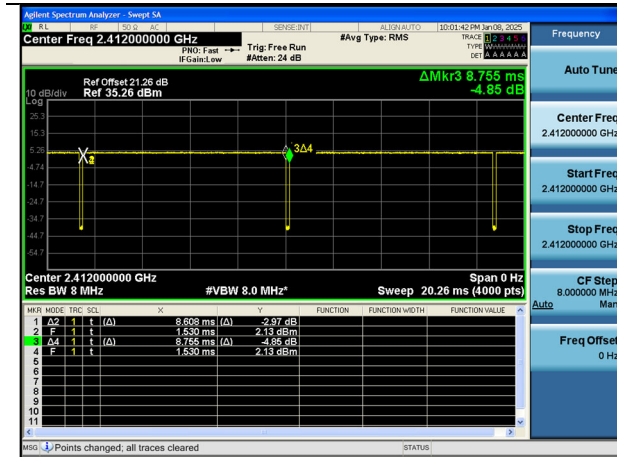 Agilent Spectrum Analyzer - Swept SA
RL RF 50 Ω AC SENSE:INT ALIGN AUTO 10:01:42 PM Jan 08, 2025
Center Freq 2.412000000 GHz
PNO: Fast
IFGain:Low
Trig: Free Run
#Atten: 24 dB
#Avg Type: RMS
TRACE 1 2 3 4 5 6
TYPE
DET A A A A A A
Frequency
ΔMkr3 8.755 ms
-4.85 dB
Ref Offset 21.26 dB
Ref 35.26 dBm
10 dB/div
Log
25.3
15.3
5.26
-4.74
-14.7
-24.7
-34.7
-44.7
-54.7
3Δ4
Center 2.412000000 GHz
Span 0 Hz
Res BW 8 MHz
#VBW 8.0 MHz*
Sweep 20.26 ms (4000 pts)
MKR MODE TRC SCL X Y FUNCTION FUNCTION WIDTH FUNCTION VALUE
1 Δ2 1 t (Δ) 8.608 ms (Δ) -2.97 dB
2 F 1 t 1.530 ms 2.13 dBm
3 Δ4 1 t (Δ) 8.755 ms (Δ) -4.85 dB
4 F 1 t 1.530 ms 2.13 dBm
5
6
7
8
9
10
11
MSG Points changed; all traces cleared
STATUS
Auto Tune
Center Freq
2.412000000 GHz
Start Freq
2.412000000 GHz
Stop Freq
2.412000000 GHz
CF Step
8.000000 MHz
Auto Man
Freq Offset
0 Hz